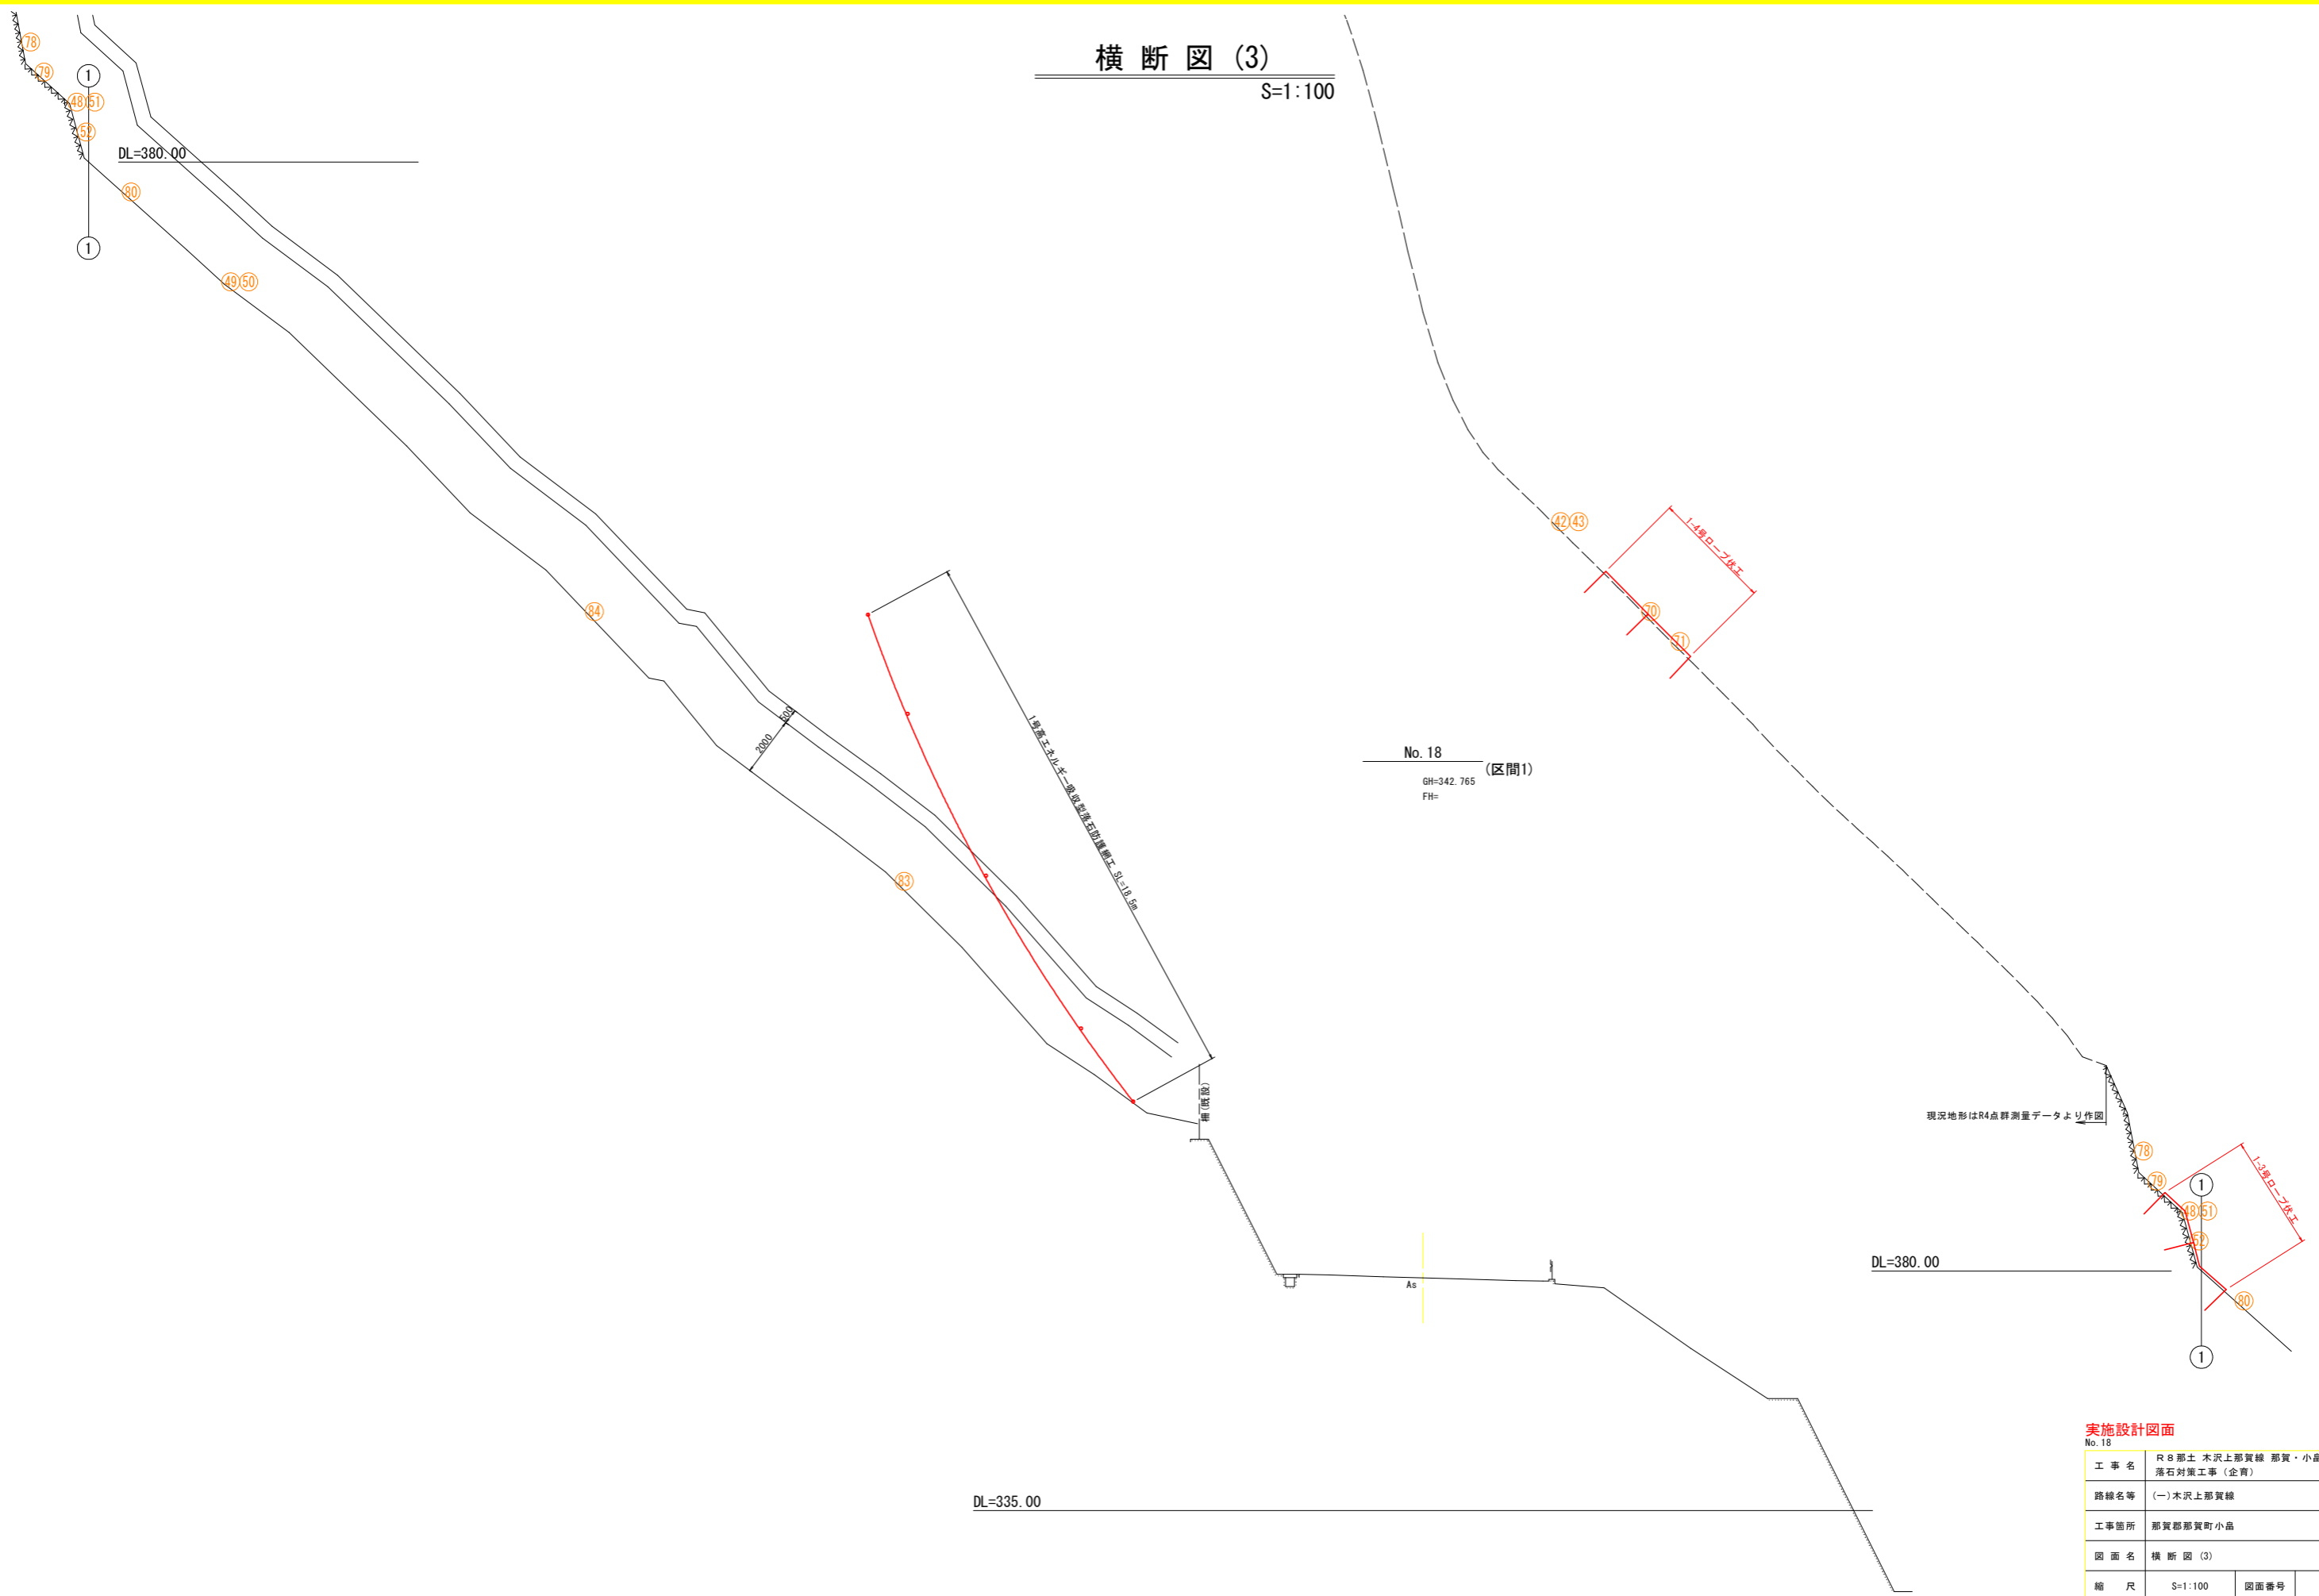 横 断 図 (3)
S=1:100
78
79
1
48 51
52
DL=380.00
80
1
49 50
84
500
2000
83
1号高エネルギー吸収型落石防護網工 SL=18.5m
柵(既設)
42 43
1-4号ロープ伏工
70
71
No.18
(区間1)
GH=342.765
FH=
現況地形はR4点群測量データより作図
78
79
1
48 51
52
1-3号ロープ伏工
DL=380.00
80
1
As
DL=335.00
実施設計図面
No.18
工 事 名
R8那土 木沢上那賀線 那賀・小畠
落石対策工事(企育)
路線名等
(一)木沢上那賀線
工事箇所
那賀郡那賀町小畠
図 面 名
横 断 図 (3)
縮 尺
S=1:100
図面番号